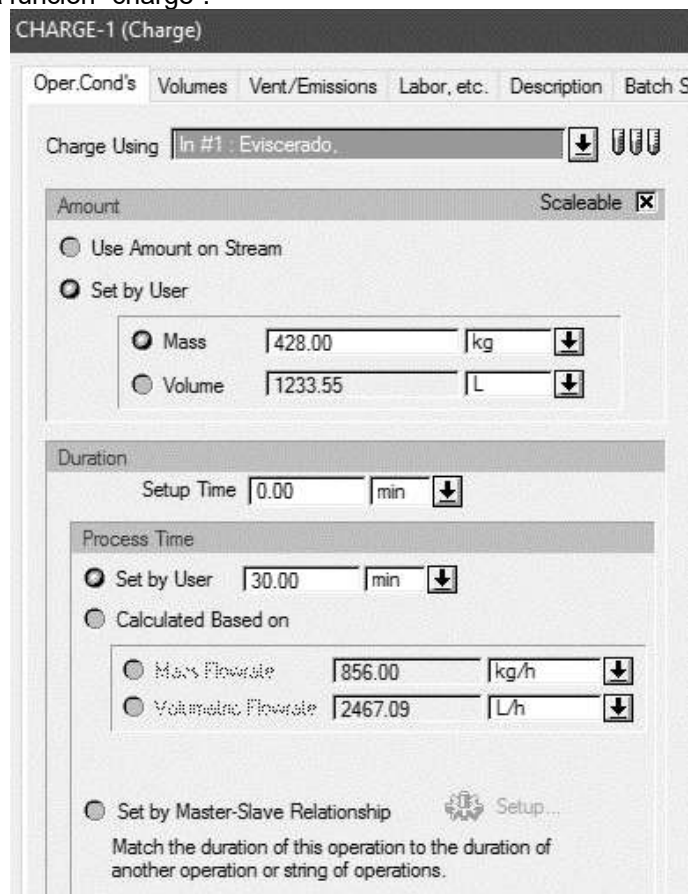 función "charge".
CHARGE-1 (Charge)
Oper.Cond's Volumes Vent/Emissions Labor, etc. Description Batch S
Charge Using In #1 : Eviscerado,
Amount Scaleable
Use Amount on Stream
Set by User
Mass 428.00 kg
Volume 1233.55 L
Duration
Setup Time 0.00 min
Process Time
Set by User 30.00 min
Calculated Based on
Mass Flowrate 856.00 kg/h
Volumetric Flowrate 2467.09 L/h
Set by Master-Slave Relationship Setup...
Match the duration of this operation to the duration of
another operation or string of operations.